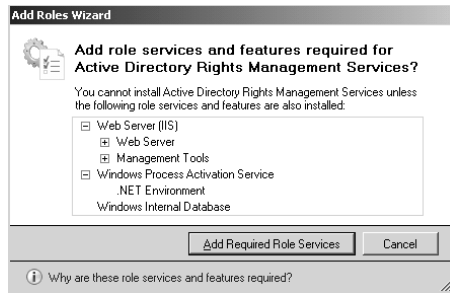 Add Roles Wizard
Add role services and features required for
Active Directory Rights Management Services?
You cannot install Active Directory Rights Management Services unless
the following role services and features are also installed:
Web Server (IIS)
Web Server
Management Tools
Windows Process Activation Service
.NET Environment
Windows Internal Database
Add Required Role Services
Cancel
Why are these role services and features required?